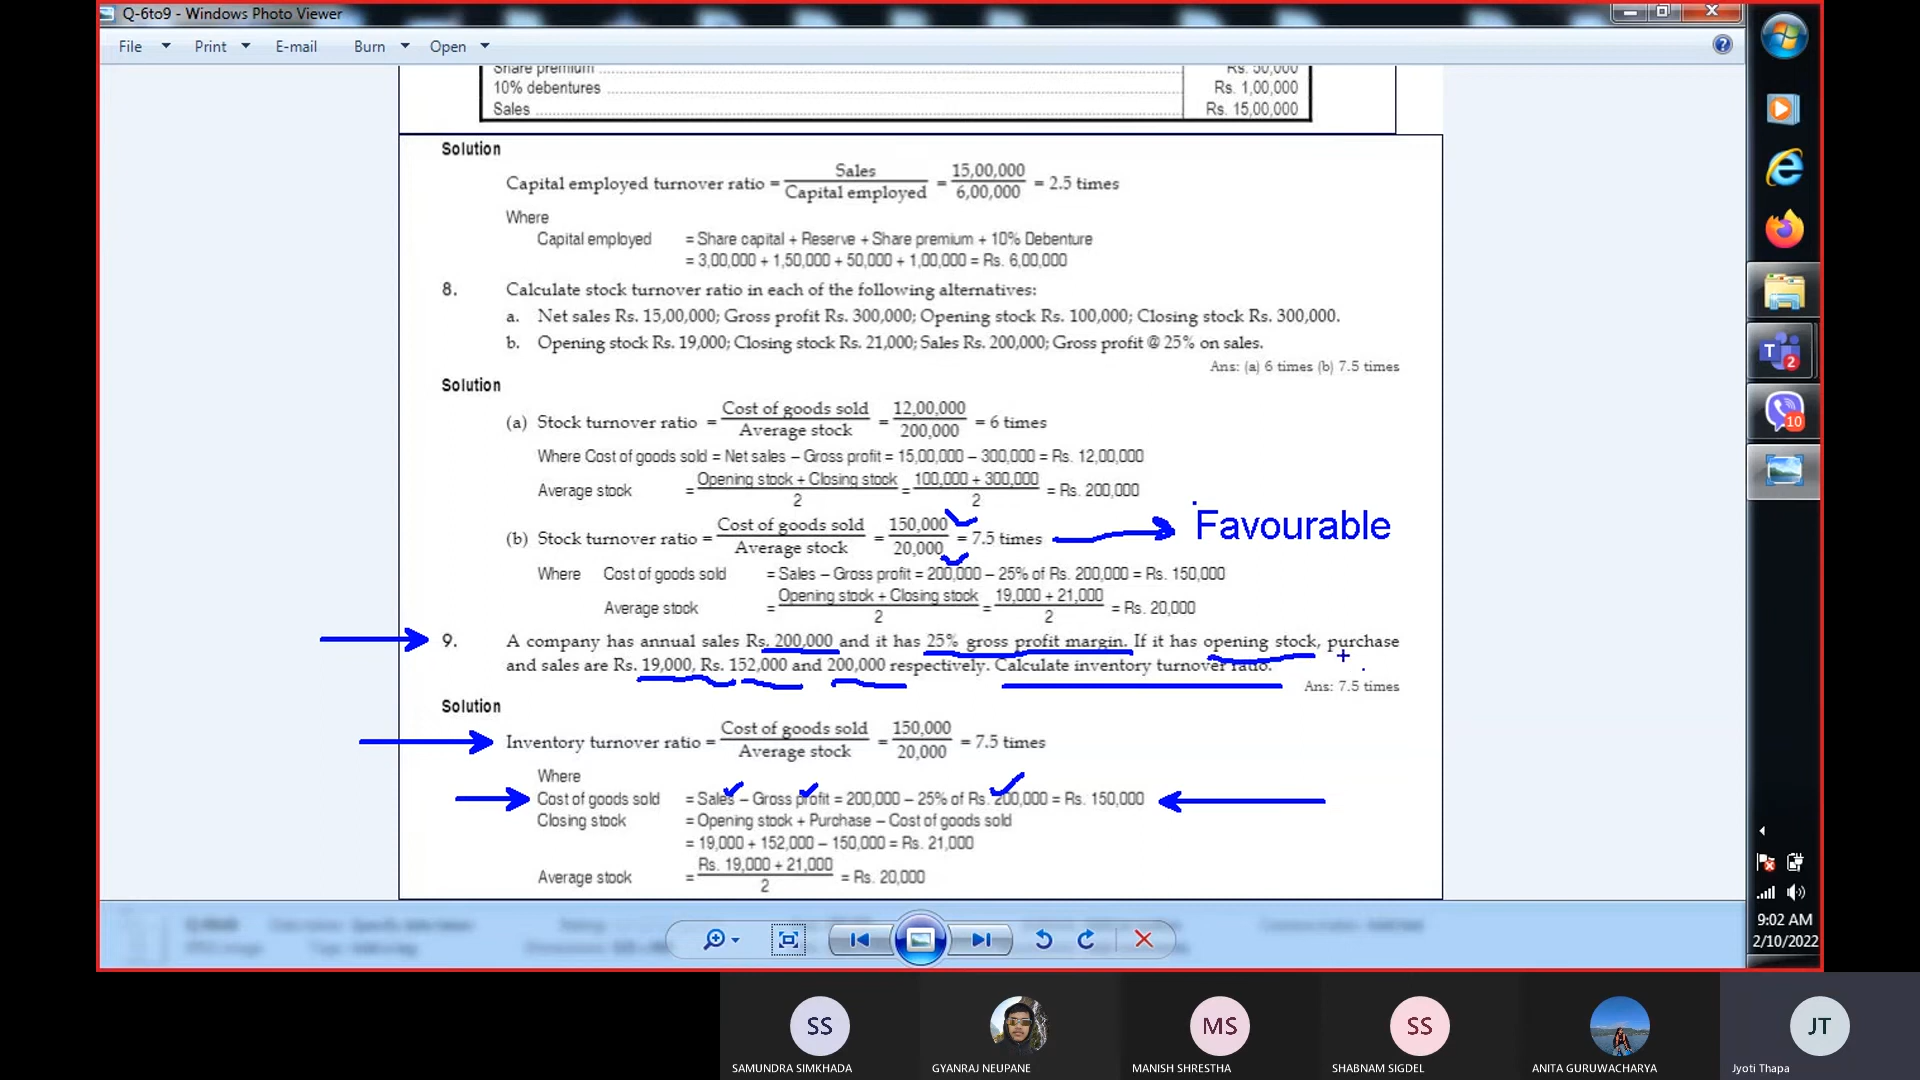 Q-6to9 - Windows Photo Viewer
File Print E-mail Burn Open
Share premium Rs. 50,000
10% debentures Rs. 1,00,000
Sales Rs. 15,00,000
Solution
Capital employed turnover ratio = Sales / Capital employed = 15,00,000 / 6,00,000 = 2.5 times
Where
Capital employed = Share capital + Reserve + Share premium + 10% Debenture
= 3,00,000 + 1,50,000 + 50,000 + 1,00,000 = Rs. 6,00,000
8. Calculate stock turnover ratio in each of the following alternatives:
a. Net sales Rs. 15,00,000; Gross profit Rs. 300,000; Opening stock Rs. 100,000; Closing stock Rs. 300,000.
b. Opening stock Rs. 19,000; Closing stock Rs. 21,000; Sales Rs. 200,000; Gross profit @ 25% on sales.
Ans: (a) 6 times (b) 7.5 times
Solution
(a) Stock turnover ratio = Cost of goods sold / Average stock = 12,00,000 / 200,000 = 6 times
Where Cost of goods sold = Net sales – Gross profit = 15,00,000 – 300,000 = Rs. 12,00,000
Average stock = Opening stock + Closing stock / 2 = 100,000 + 300,000 / 2 = Rs. 200,000
(b) Stock turnover ratio = Cost of goods sold / Average stock = 150,000 / 20,000 = 7.5 times Favourable
Where Cost of goods sold = Sales – Gross profit = 200,000 – 25% of Rs. 200,000 = Rs. 150,000
Average stock = Opening stock + Closing stock / 2 = 19,000 + 21,000 / 2 = Rs. 20,000
9. A company has annual sales Rs. 200,000 and it has 25% gross profit margin. If it has opening stock, purchase
and sales are Rs. 19,000, Rs. 152,000 and 200,000 respectively. Calculate inventory turnover ratio.
Ans: 7.5 times
Solution
Inventory turnover ratio = Cost of goods sold / Average stock = 150,000 / 20,000 = 7.5 times
Where
Cost of goods sold = Sales – Gross profit = 200,000 – 25% of Rs. 200,000 = Rs. 150,000
Closing stock = Opening stock + Purchase – Cost of goods sold
= 19,000 + 152,000 – 150,000 = Rs. 21,000
Average stock = Rs. 19,000 + 21,000 / 2 = Rs. 20,000
T 2
10
9:02 AM
2/10/2022
SS MS SS JT
SAMUNDRA SIMKHADA GYANRAJ NEUPANE MANISH SHRESTHA SHABNAM SIGDEL ANITA GURUWACHARYA Jyoti Thapa